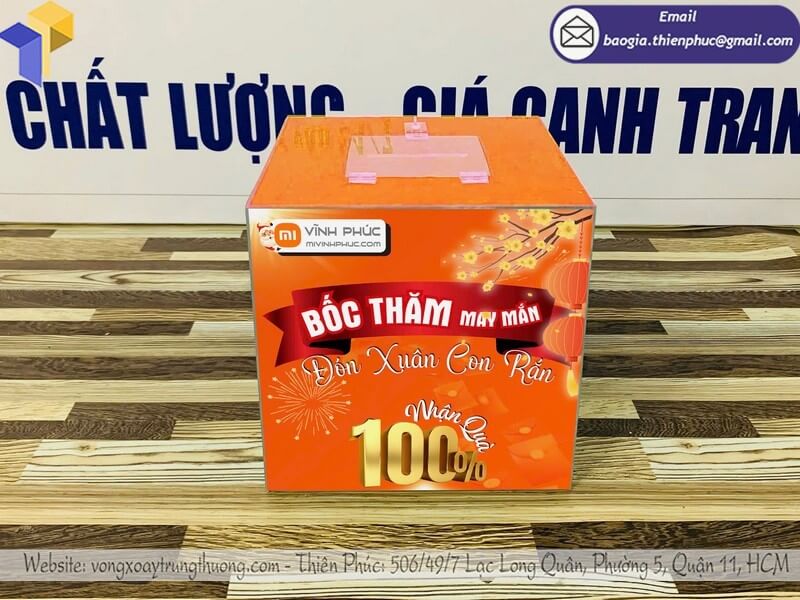 Email
baogia.thienphuc@gmail.com
CHẤT LƯỢNG GIÁ CẠNH TRAN
mi VĨNH PHÚC
MIVINHPHUC.COM
BỐC THĂM MAY MẮN
Đón Xuân Con Rắn
Nhận Quà
100%
Website: vongxoaytrungthuong.com - Thiên Phúc: 506/49/7 Lạc Long Quân, Phường 5, Quận 11, HCM